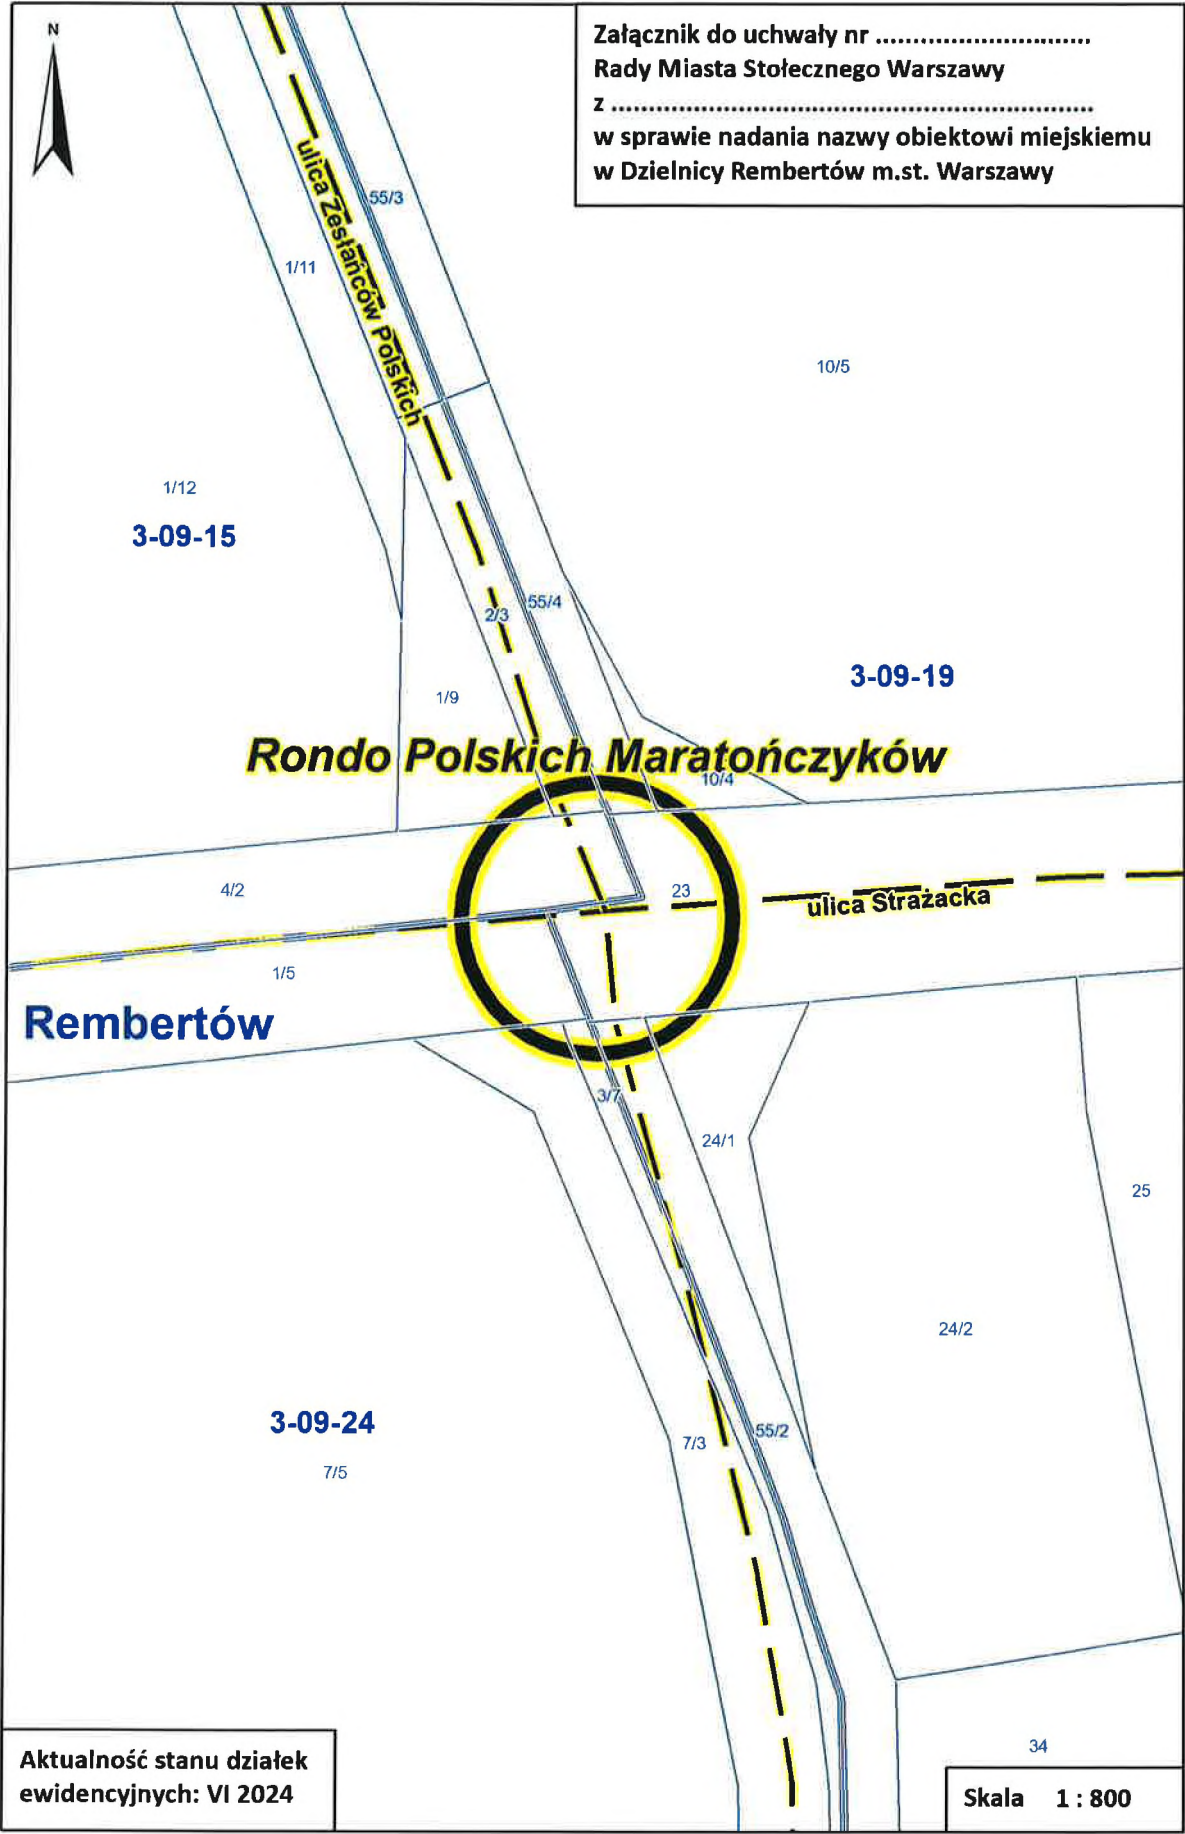 N
Załącznik do uchwały nr .............................
Rady Miasta Stołecznego Warszawy
z .................................................................
w sprawie nadania nazwy obiektowi miejskiemu
w Dzielnicy Rembertów m.st. Warszawy
ulica Zesłańców Polskich
55/3
1/11
10/5
1/12
3-09-15
2/3
55/4
3-09-19
1/9
Rondo Polskich Maratończyków
10/4
4/2
23
ulica Strażacka
1/5
Rembertów
3/7
24/1
25
24/2
3-09-24
7/3
55/2
7/5
34
Aktualność stanu działek
ewidencyjnych: VI 2024
Skala 1 : 800